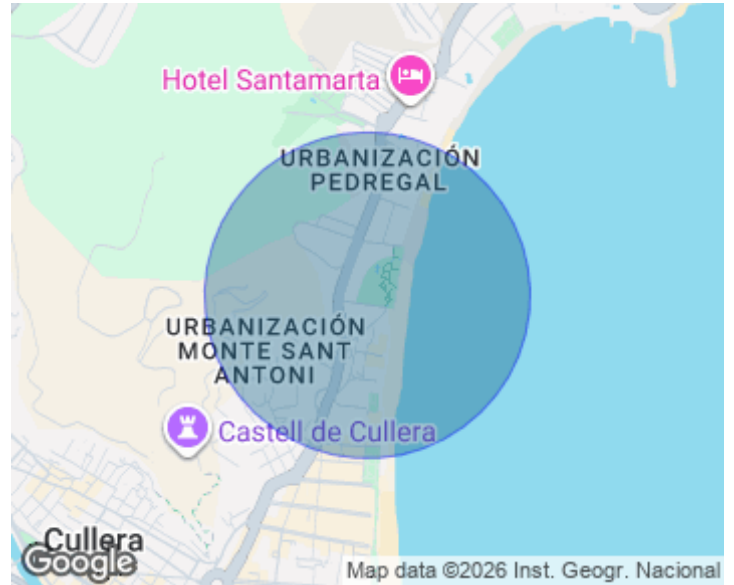 Hotel Santamarta
URBANIZACIÓN
PEDREGAL
URBANIZACIÓN
MONTE SANT
ANTONI
Castell de Cullera
Cullera
Google
Map data ©2026 Inst. Geogr. Nacional